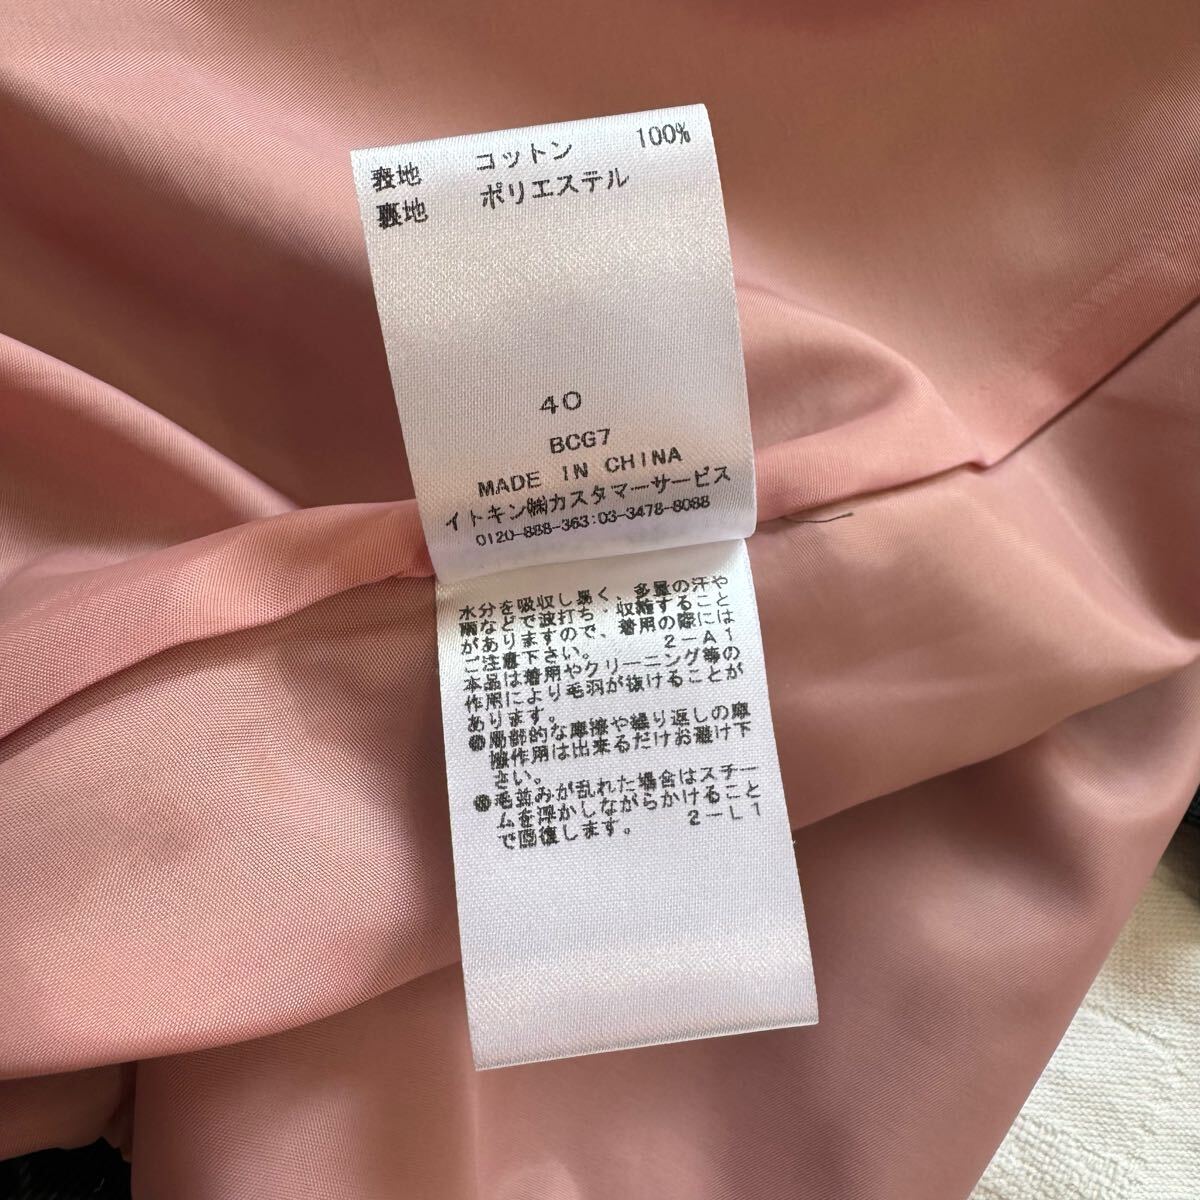 表地 コットン 100%
裏地 ポリエステル
40
BCG7
MADE IN CHINA
イトキン㈱カスタマーサービス
0120-888-363:03-3478-8088
水分を吸収し易く、多量の汗や
雨などで波打ち・収縮すること
がありますので、着用の際には
ご注意下さい。 2-A1
本品は着用やクリーニング等の
作用により毛羽が抜けることが
あります。
●局部的な摩擦や繰り返しの摩
擦作用は出来るだけお避け下
さい。
●毛並みが乱れた場合はスチー
ムを浮かしながらかけること
で回復します。 2-L1